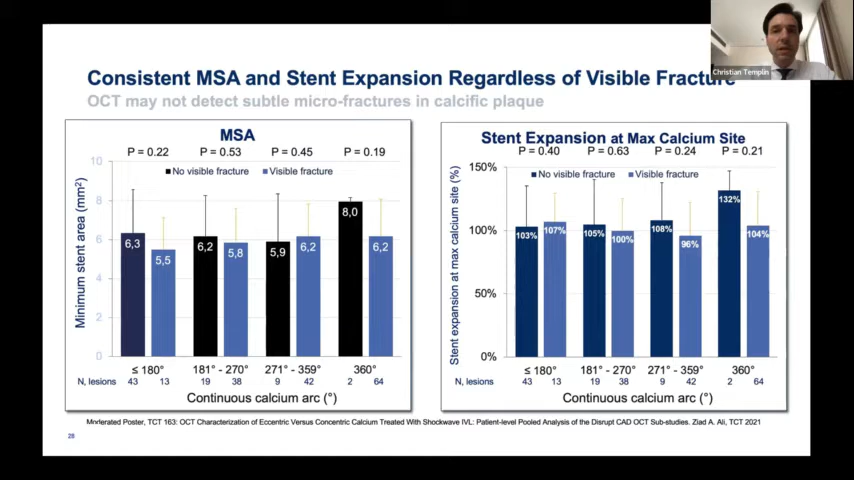 Christian Templin
Consistent MSA and Stent Expansion Regardless of Visible Fracture
OCT may not detect subtle micro-fractures in calcific plaque
MSA
P = 0.22 P = 0.53 P = 0.45 P = 0.19
No visible fracture Visible fracture
Minimum stent area (mm²)
10
8
6
4
2
0
6,3 5,5 6,2 5,8 5,9 6,2 8,0 6,2
≤ 180° 181° - 270° 271° - 359° 360°
N, lesions 43 13 19 38 9 42 2 64
Continuous calcium arc (°)
Stent Expansion at Max Calcium Site
P = 0.40 P = 0.63 P = 0.24 P = 0.21
No visible fracture Visible fracture
Stent expansion at max calcium site (%)
150%
100%
50%
0%
103% 107% 105% 100% 108% 96% 132% 104%
≤ 180° 181° - 270° 271° - 359° 360°
N, lesions 43 13 19 38 9 42 2 64
Continuous calcium arc (°)
Moderated Poster, TCT 163: OCT Characterization of Eccentric Versus Concentric Calcium Treated With Shockwave IVL: Patient-level Pooled Analysis of the Disrupt CAD OCT Sub-studies. Ziad A. Ali, TCT 2021
28